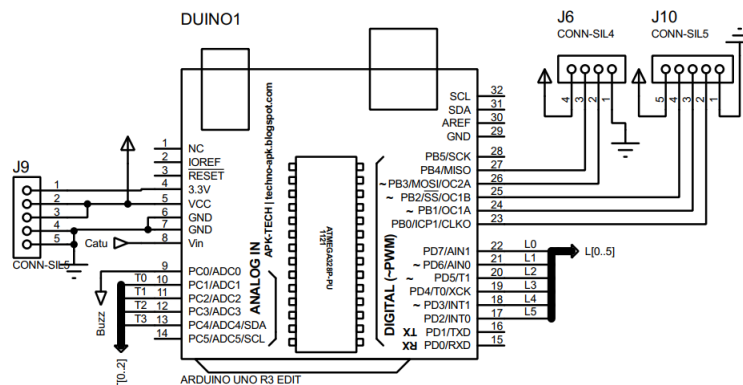 DUINO1
J6
CONN-SIL4
J10
CONN-SIL5
4
3
2
1
5
4
3
2
1
J9
CONN-SIL5
1
2
3
4
5
Catu
Buzz
T0
T1
T2
T3
T[0..2]
1 NC
2 IOREF
3 RESET
4 3.3V
5 VCC
6 GND
7 GND
8 Vin
9 PC0/ADC0
10 PC1/ADC1
11 PC2/ADC2
12 PC3/ADC3
13 PC4/ADC4/SDA
14 PC5/ADC5/SCL
ANALOG IN
APK-TECH | techno-apk.blogspot.com
ATMEGA328P-PU
1121
DIGITAL (~PWM)
SCL 32
SDA 31
AREF 30
GND 29
PB5/SCK 28
PB4/MISO 27
~ PB3/MOSI/OC2A 26
~ PB2/SS/OC1B 25
~ PB1/OC1A 24
PB0/ICP1/CLKO 23
PD7/AIN1 22 L0
~ PD6/AIN0 21 L1
~ PD5/T1 20 L2
PD4/T0/XCK 19 L3
~ PD3/INT1 18 L4
PD2/INT0 17 L5
TX PD1/TXD 16
RX PD0/RXD 15
L[0..5]
ARDUINO UNO R3 EDIT